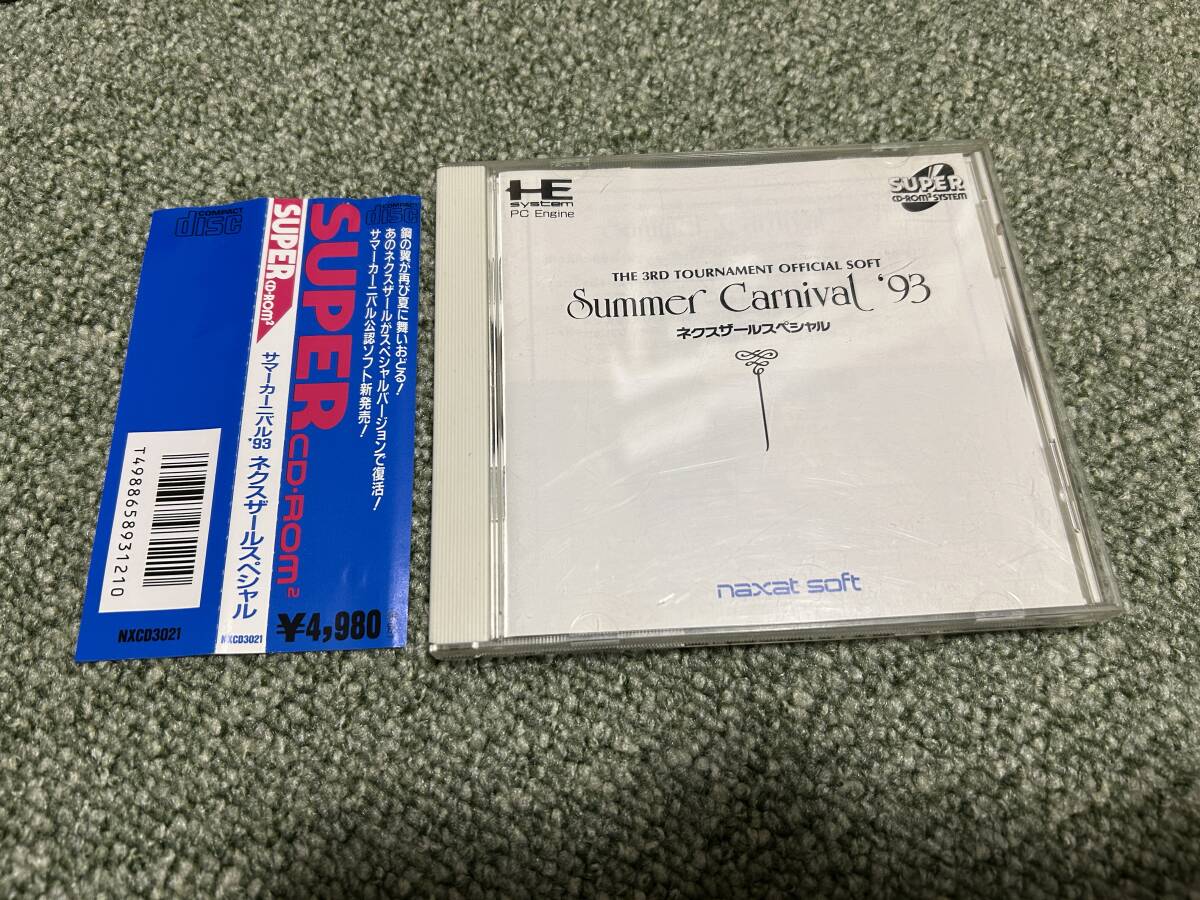 COMPACT
disc
T4988658931210
NXCD3021
SUPER
CD-ROM²
サマーカーニバル'93 ネクスザールスペシャル
NXCD3021
SUPER CD-ROM²
COMPACT
disc
鋼の翼が再び夏に舞いおどる!
あのネクスザールがスペシャルバージョンで復活!
サマーカーニバル公認ソフト新発売!
¥4,980
HE
system
PC Engine
SUPER
CD-ROM² SYSTEM
THE 3RD TOURNAMENT OFFICIAL SOFT
Summer Carnival '93
ネクスザールスペシャル
naxat soft